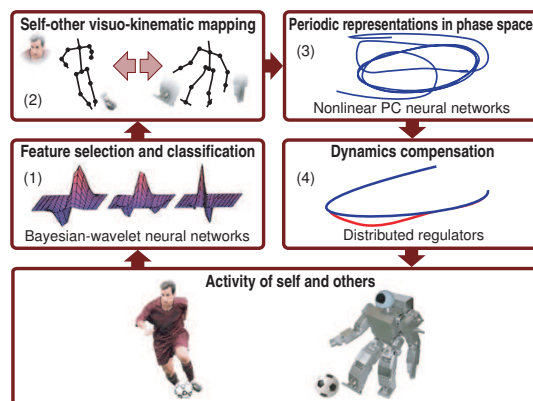 Self-other visuo-kinematic mapping
(2)
Periodic representations in phase space
(3)
Nonlinear PC neural networks
Feature selection and classification
(1)
Bayesian-wavelet neural networks
Dynamics compensation
(4)
Distributed regulators
Activity of self and others